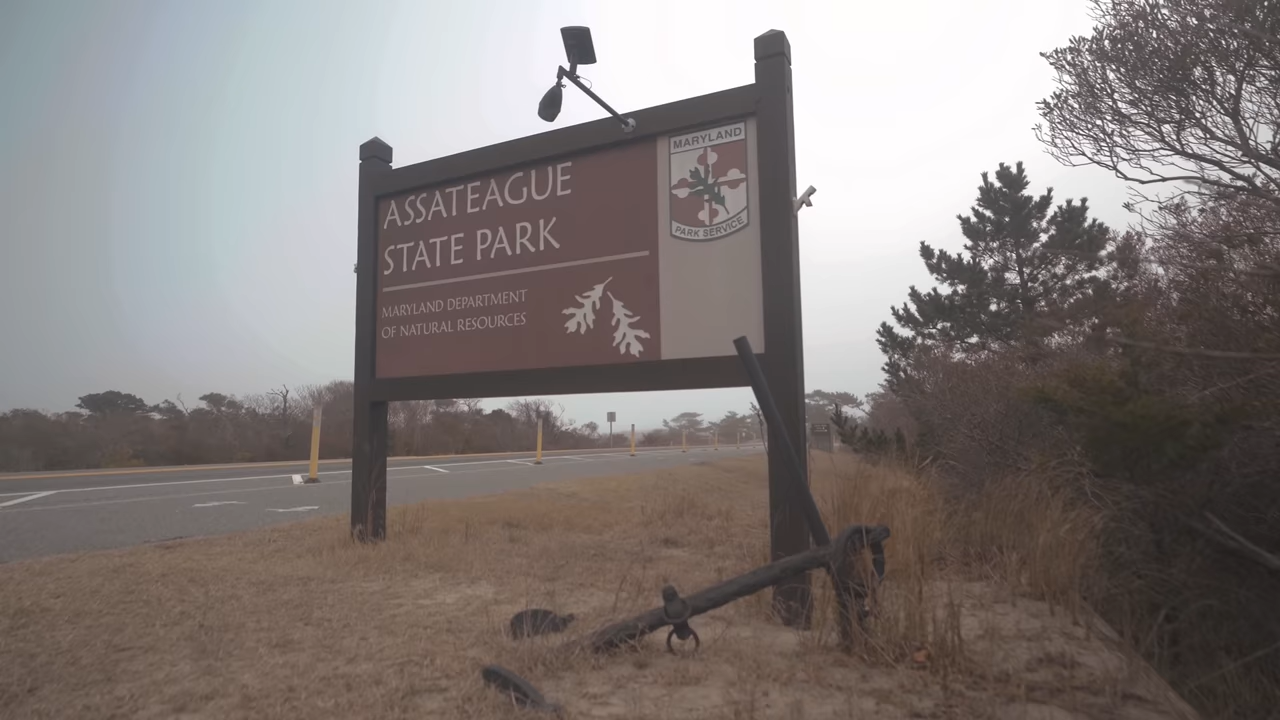 ASSATEAGUE
STATE PARK
MARYLAND DEPARTMENT
OF NATURAL RESOURCES
MARYLAND
PARK SERVICE